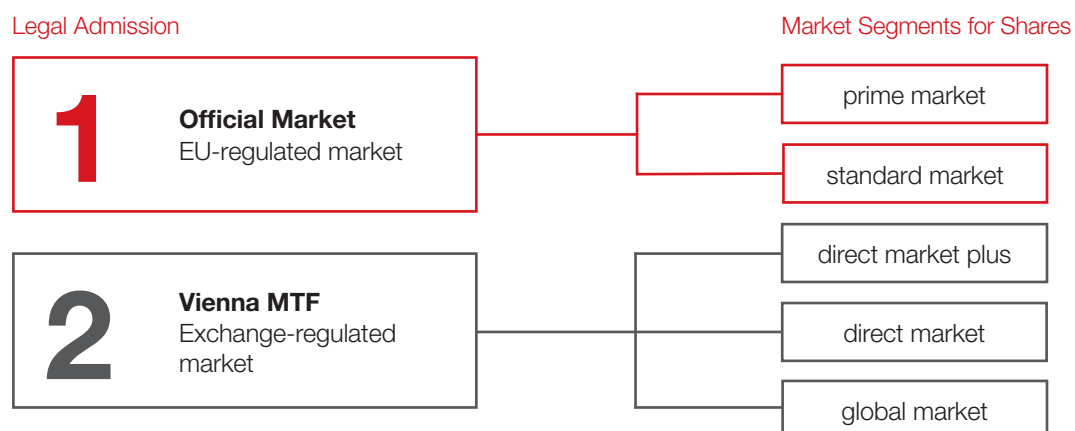 Legal Admission
Market Segments for Shares
1
Official Market
EU-regulated market
prime market
standard market
2
Vienna MTF
Exchange-regulated
market
direct market plus
direct market
global market